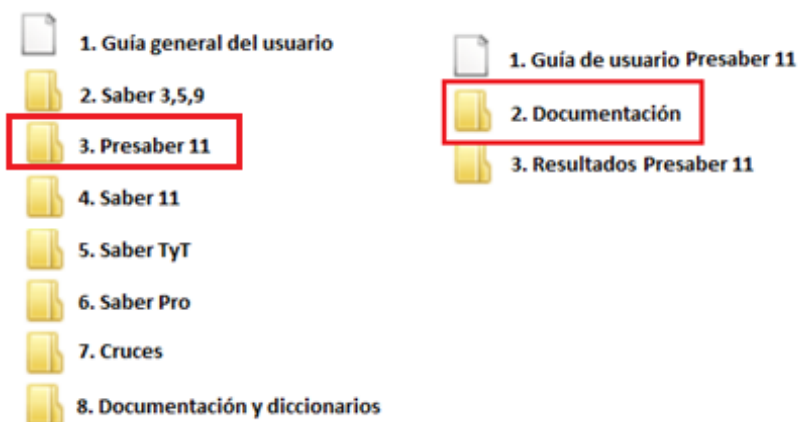 1. Guía general del usuario
2. Saber 3,5,9
3. Presaber 11
4. Saber 11
5. Saber TyT
6. Saber Pro
7. Cruces
8. Documentación y diccionarios
1. Guía de usuario Presaber 11
2. Documentación
3. Resultados Presaber 11